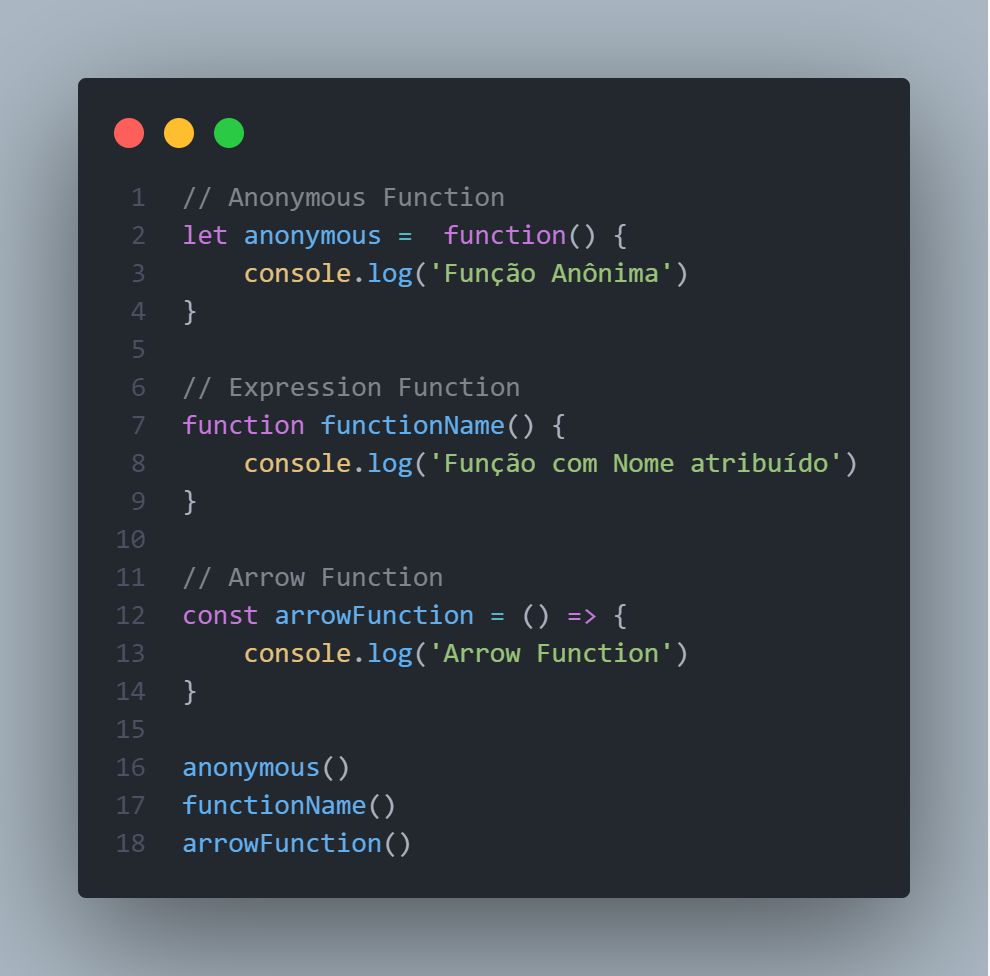 1 // Anonymous Function
2 let anonymous =  function() {
3     console.log('Função Anônima')
4 }
5
6 // Expression Function
7 function functionName() {
8     console.log('Função com Nome atribuído')
9 }
10
11 // Arrow Function
12 const arrowFunction = () => {
13     console.log('Arrow Function')
14 }
15
16 anonymous()
17 functionName()
18 arrowFunction()